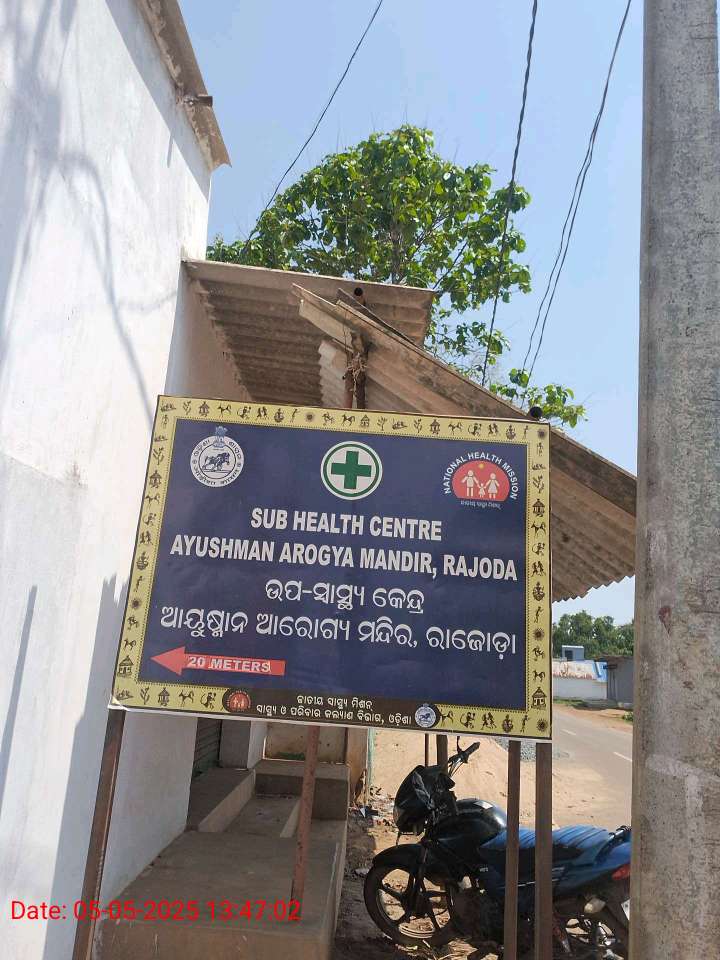 NATIONAL HEALTH MISSION
SUB HEALTH CENTRE
AYUSHMAN AROGYA MANDIR, RAJODA
ଉପ-ସ୍ୱାସ୍ଥ୍ୟ କେନ୍ଦ୍ର
ଆୟୁଷ୍ମାନ ଆରୋଗ୍ୟ ମନ୍ଦିର, ରାଜୋଡ଼ା
20 METERS
ଜାତୀୟ ସ୍ୱାସ୍ଥ୍ୟ ମିଶନ୍
ସ୍ୱାସ୍ଥ୍ୟ ଓ ପରିବାର କଲ୍ୟାଣ ବିଭାଗ, ଓଡ଼ିଶା
Date: 05-05-2025 13:47:02